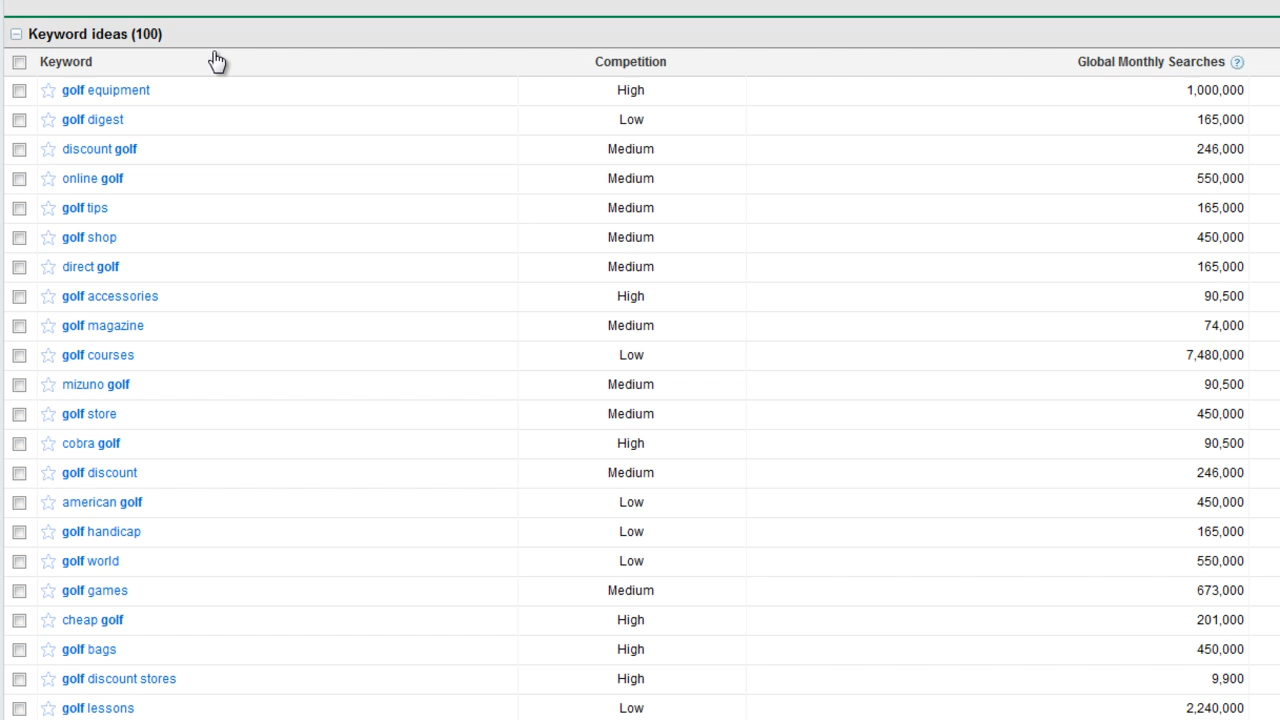 Keyword ideas (100)
Keyword Competition Global Monthly Searches ?
golf equipment High 1,000,000
golf digest Low 165,000
discount golf Medium 246,000
online golf Medium 550,000
golf tips Medium 165,000
golf shop Medium 450,000
direct golf Medium 165,000
golf accessories High 90,500
golf magazine Medium 74,000
golf courses Low 7,480,000
mizuno golf Medium 90,500
golf store Medium 450,000
cobra golf High 90,500
golf discount Medium 246,000
american golf Low 450,000
golf handicap Low 165,000
golf world Low 550,000
golf games Medium 673,000
cheap golf High 201,000
golf bags High 450,000
golf discount stores High 9,900
golf lessons Low 2,240,000